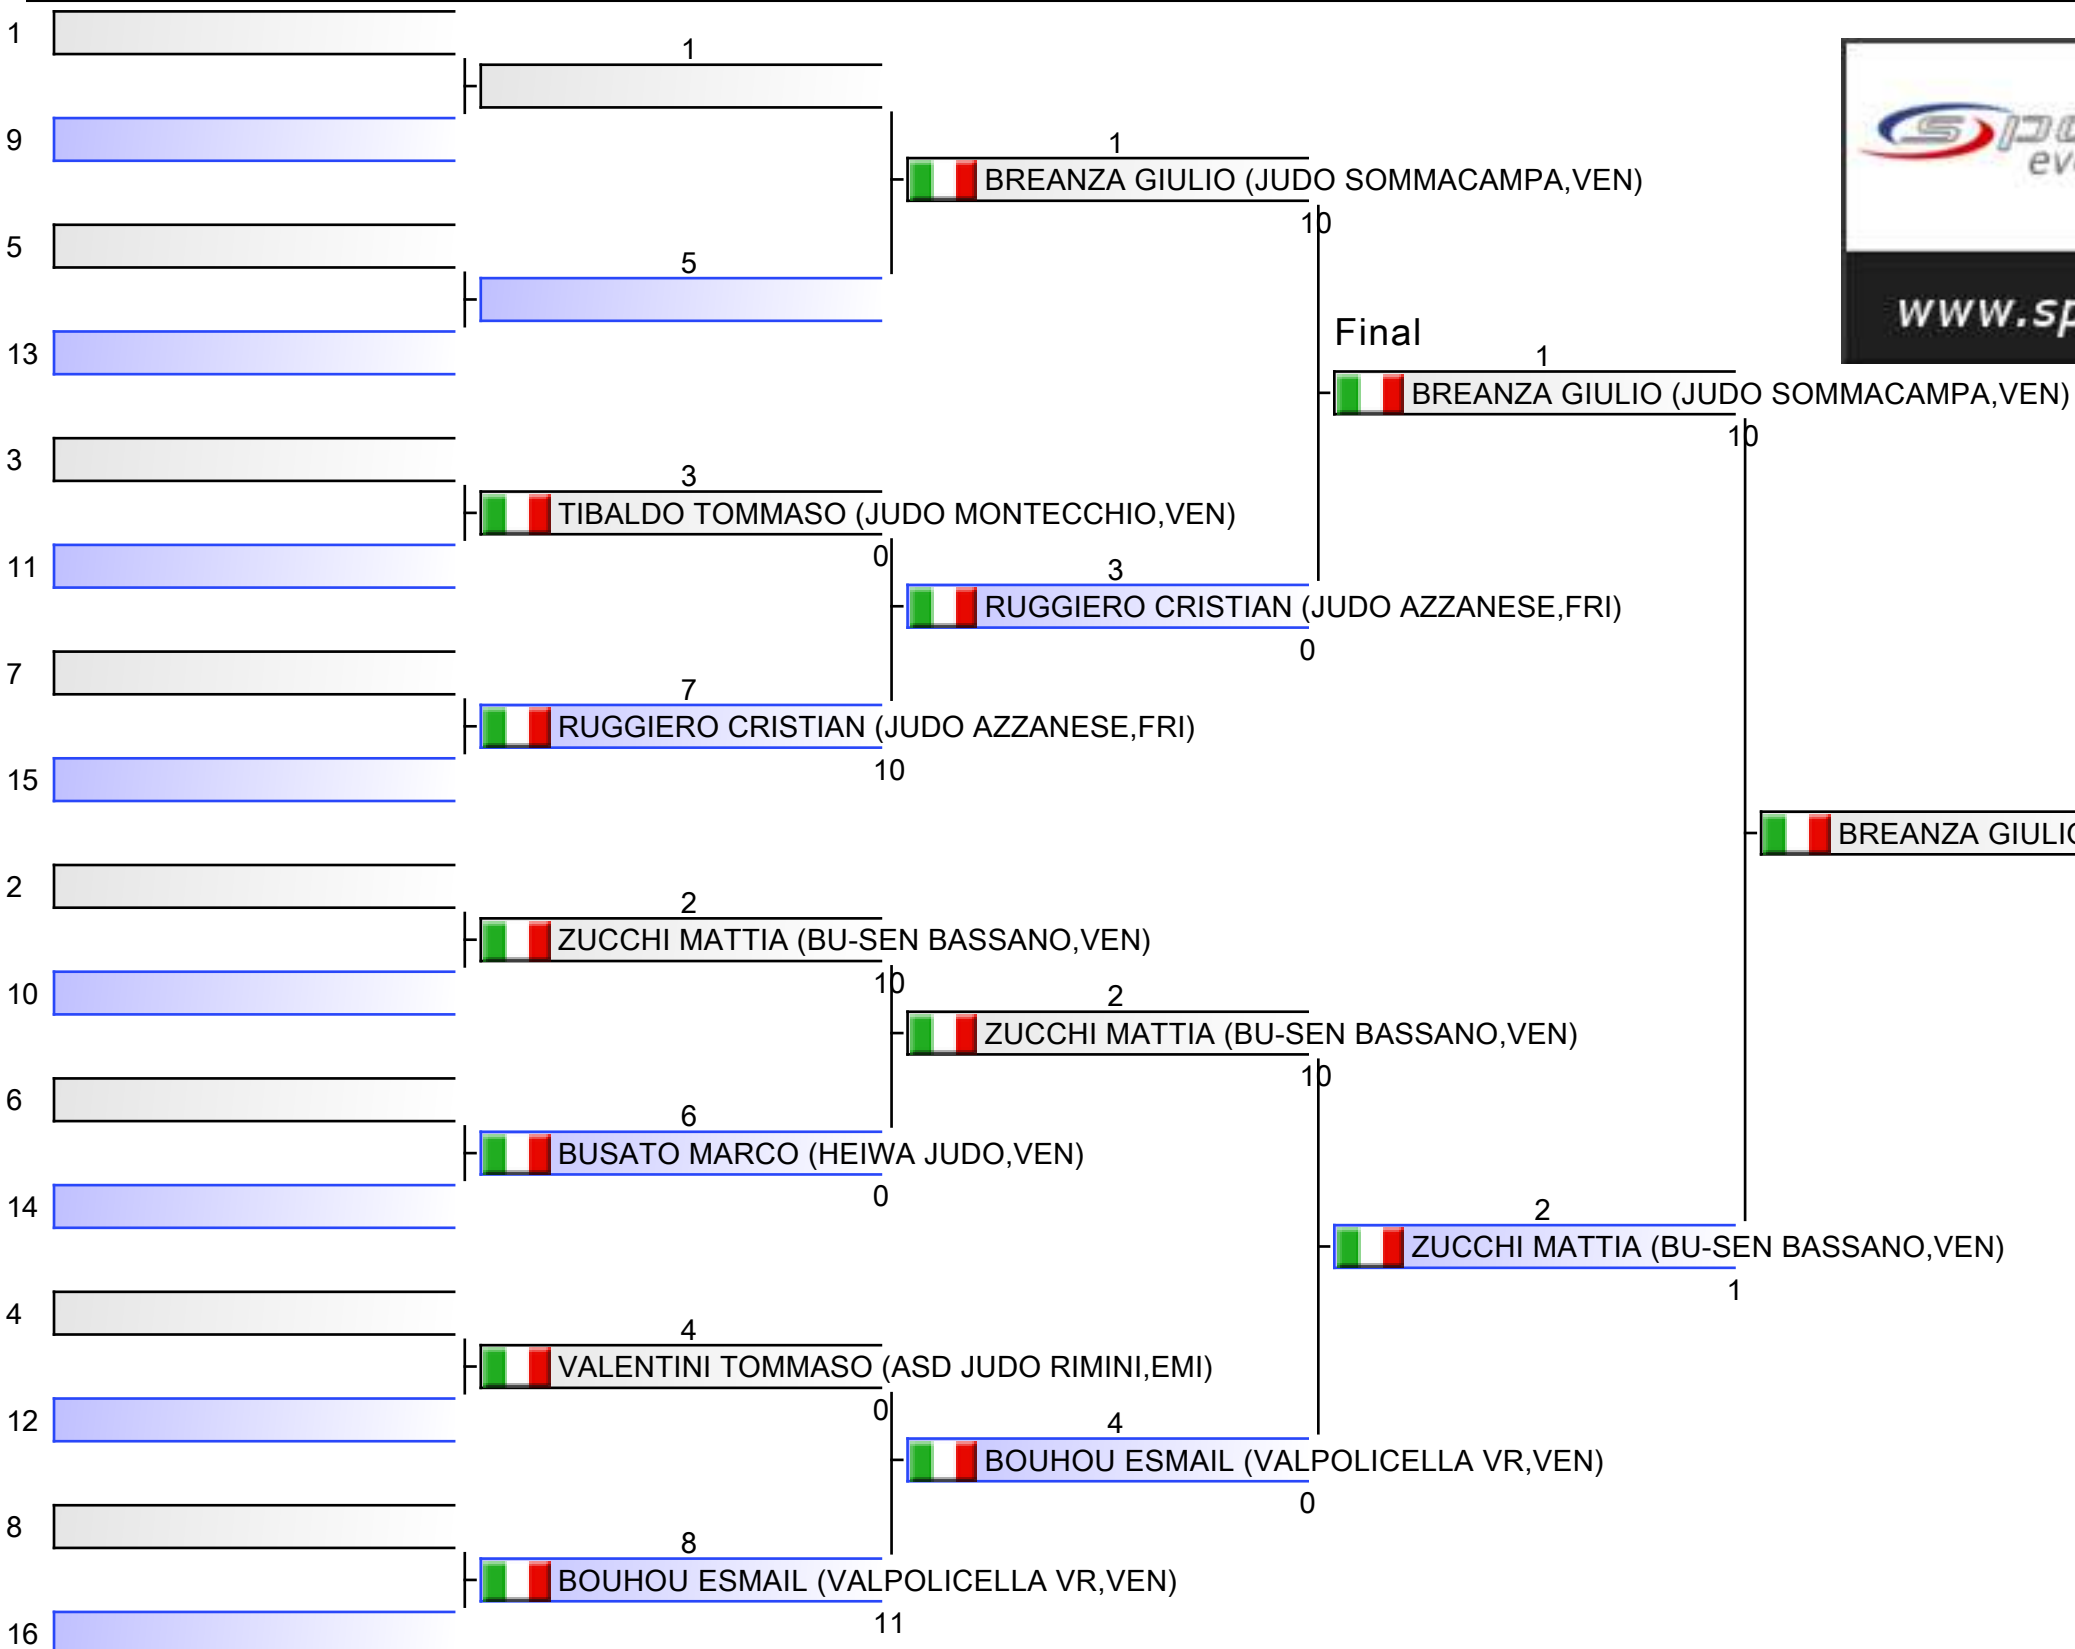 1
9
5
13
3
11
7
15
2
10
6
14
4
12
8
16
1
5
3
TIBALDO TOMMASO (JUDO MONTECCHIO,VEN)
0
7
RUGGIERO CRISTIAN (JUDO AZZANESE,FRI)
10
2
ZUCCHI MATTIA (BU-SEN BASSANO,VEN)
10
6
BUSATO MARCO (HEIWA JUDO,VEN)
0
4
VALENTINI TOMMASO (ASD JUDO RIMINI,EMI)
0
8
BOUHOU ESMAIL (VALPOLICELLA VR,VEN)
11
1
BREANZA GIULIO (JUDO SOMMACAMPA,VEN)
10
3
RUGGIERO CRISTIAN (JUDO AZZANESE,FRI)
0
2
ZUCCHI MATTIA (BU-SEN BASSANO,VEN)
10
4
BOUHOU ESMAIL (VALPOLICELLA VR,VEN)
0
Final
1
BREANZA GIULIO (JUDO SOMMACAMPA,VEN)
10
2
ZUCCHI MATTIA (BU-SEN BASSANO,VEN)
1
BREANZA GIULIO
www.sp